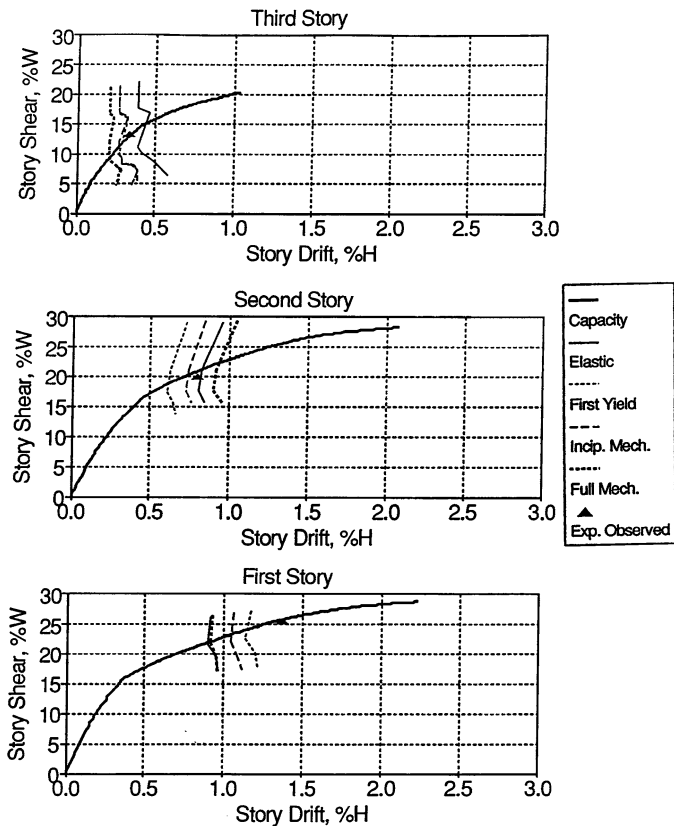 Third Story
Story Shear, %W
30
25
20
15
10
5
0
0.0 0.5 1.0 1.5 2.0 2.5 3.0
Story Drift, %H
Second Story
Story Shear, %W
30
25
20
15
10
5
0
0.0 0.5 1.0 1.5 2.0 2.5 3.0
Story Drift, %H
Capacity
Elastic
First Yield
Incip. Mech.
Full Mech.
Exp. Observed
First Story
Story Shear, %W
30
25
20
15
10
5
0
0.0 0.5 1.0 1.5 2.0 2.5 3.0
Story Drift, %H